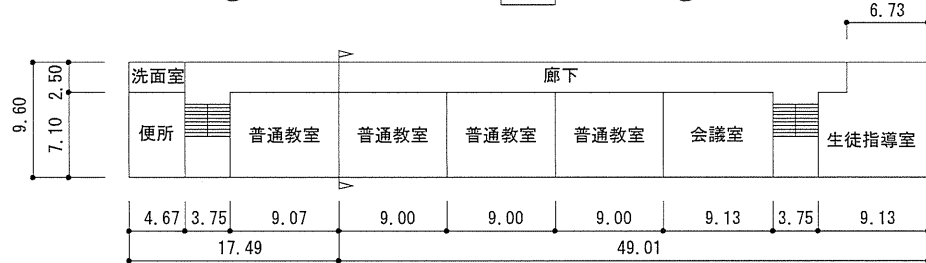 6.73
洗面室 廊下
9.60 7.10 2.50
便所 普通教室 普通教室 普通教室 普通教室 会議室 生徒指導室
4.67 3.75 9.07 9.00 9.00 9.00 9.13 3.75 9.13
17.49 49.01